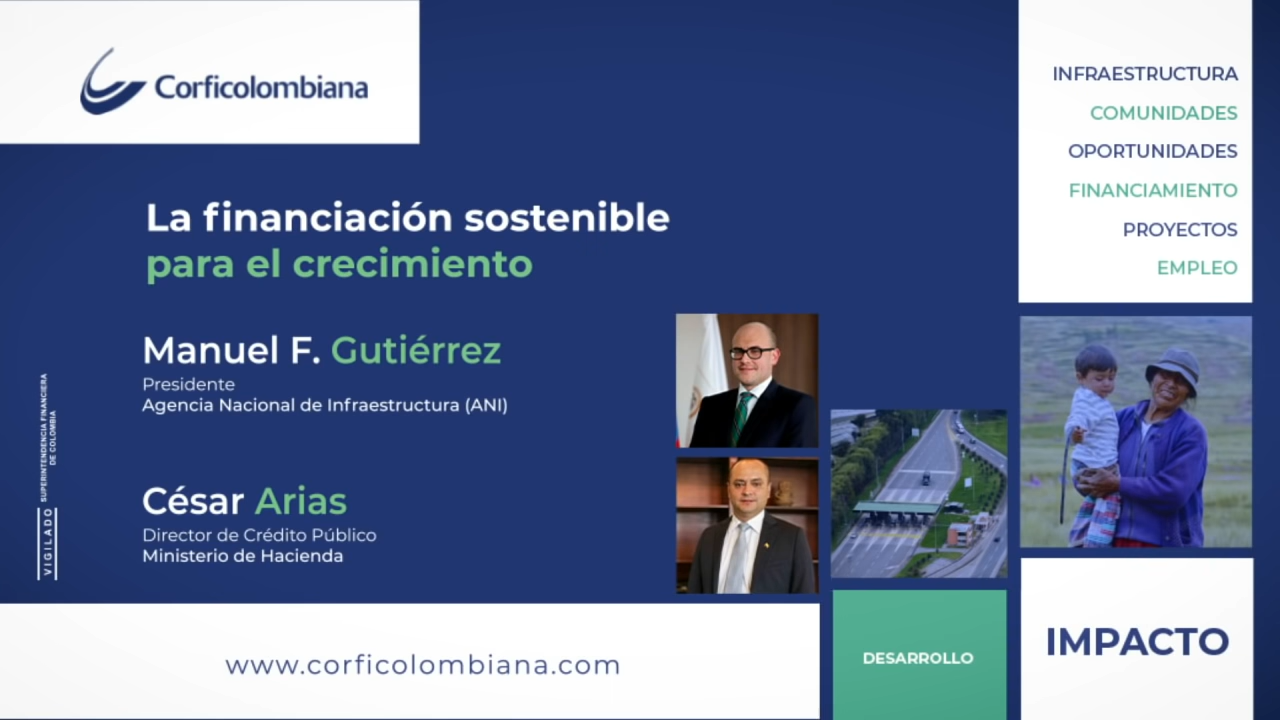 Corficolombiana
La financiación sostenible
para el crecimiento
Manuel F. Gutiérrez
Presidente
Agencia Nacional de Infraestructura (ANI)
César Arias
Director de Crédito Público
Ministerio de Hacienda
VIGILADO
SUPERINTENDENCIA FINANCIERA
DE COLOMBIA
www.corficolombiana.com
INFRAESTRUCTURA
COMUNIDADES
OPORTUNIDADES
FINANCIAMIENTO
PROYECTOS
EMPLEO
DESARROLLO
IMPACTO